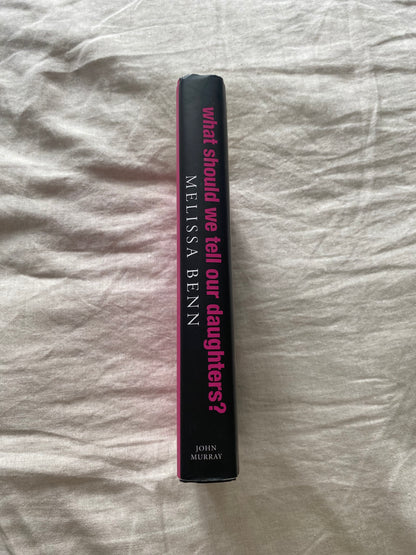 what should we tell our daughters?
MELISSA BENN
JOHN
MURRAY